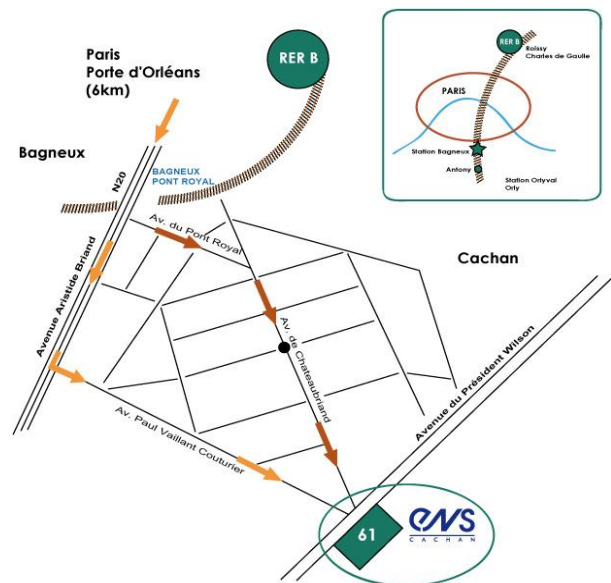 Paris
Porte d'Orléans
(6km)
RER B
RER B
Roissy
Charles de Gaulle
PARIS
Station Bagneux
Antony
Station Orlyval
Orly
Bagneux
N20
BAGNEUX
PONT ROYAL
Av. du Pont Royal
Cachan
Avenue Aristide Briand
Av. de Chateaubriand
Avenue du Président Wilson
Av. Paul Vaillant Couturier
61
ens
CACHAN